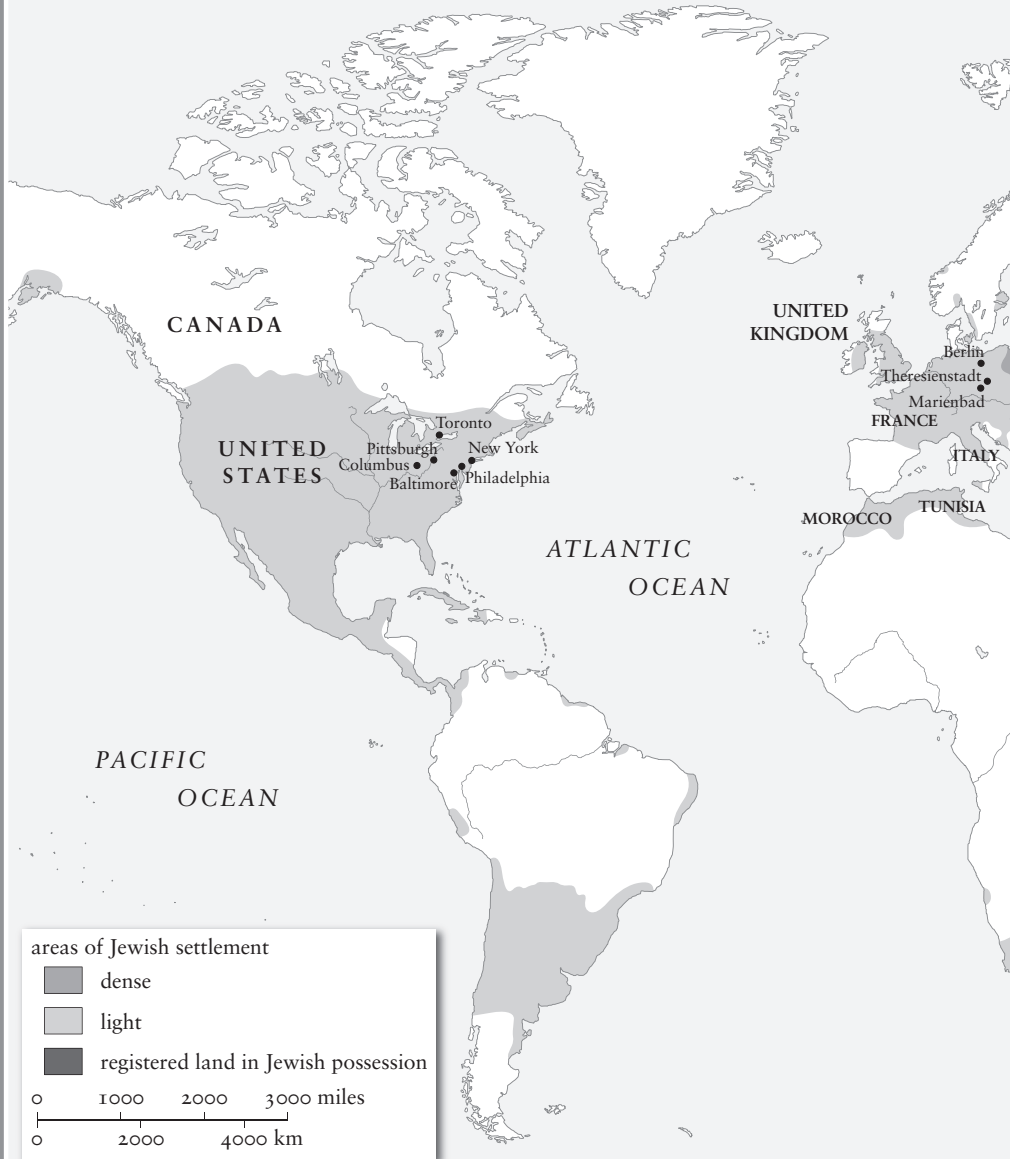 CANADA
UNITED
KINGDOM
Berlin
Theresienstadt
Marienbad
FRANCE
ITALY
Toronto
UNITED
STATES
Pittsburgh
New York
Columbus
Baltimore
Philadelphia
MOROCCO
TUNISIA
ATLANTIC
OCEAN
PACIFIC
OCEAN
areas of Jewish settlement
dense
light
registered land in Jewish possession
0 1000 2000 3000 miles
0 2000 4000 km